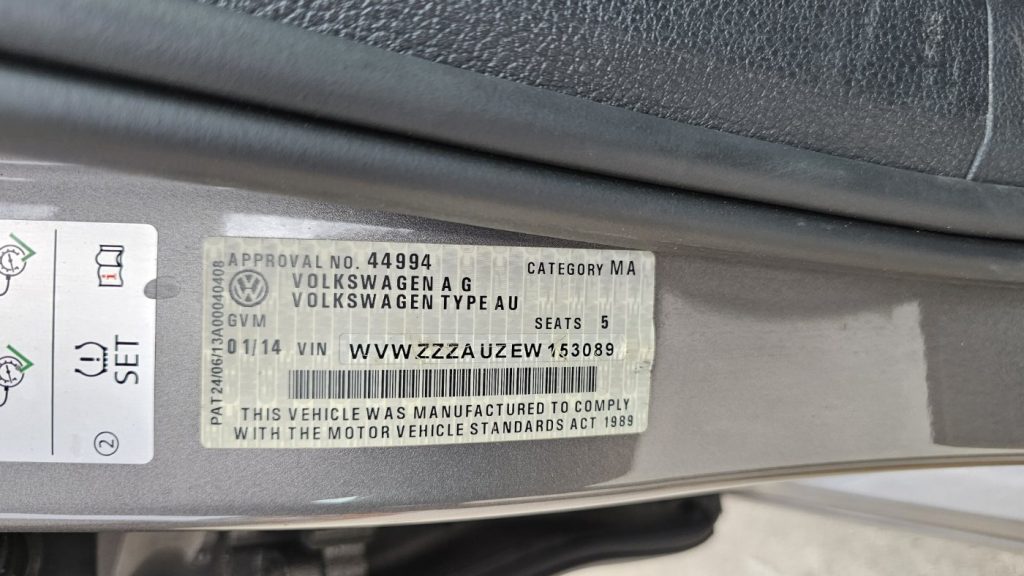 APPROVAL NO. 44994
CATEGORY MA
VOLKSWAGEN A G
VOLKSWAGEN TYPE AU
GVM
SEATS 5
01/14 VIN WVWZZZAUZEW153089
THIS VEHICLE WAS MANUFACTURED TO COMPLY
WITH THE MOTOR VEHICLE STANDARDS ACT 1989
PAT24/06/13A000040408
SET
2